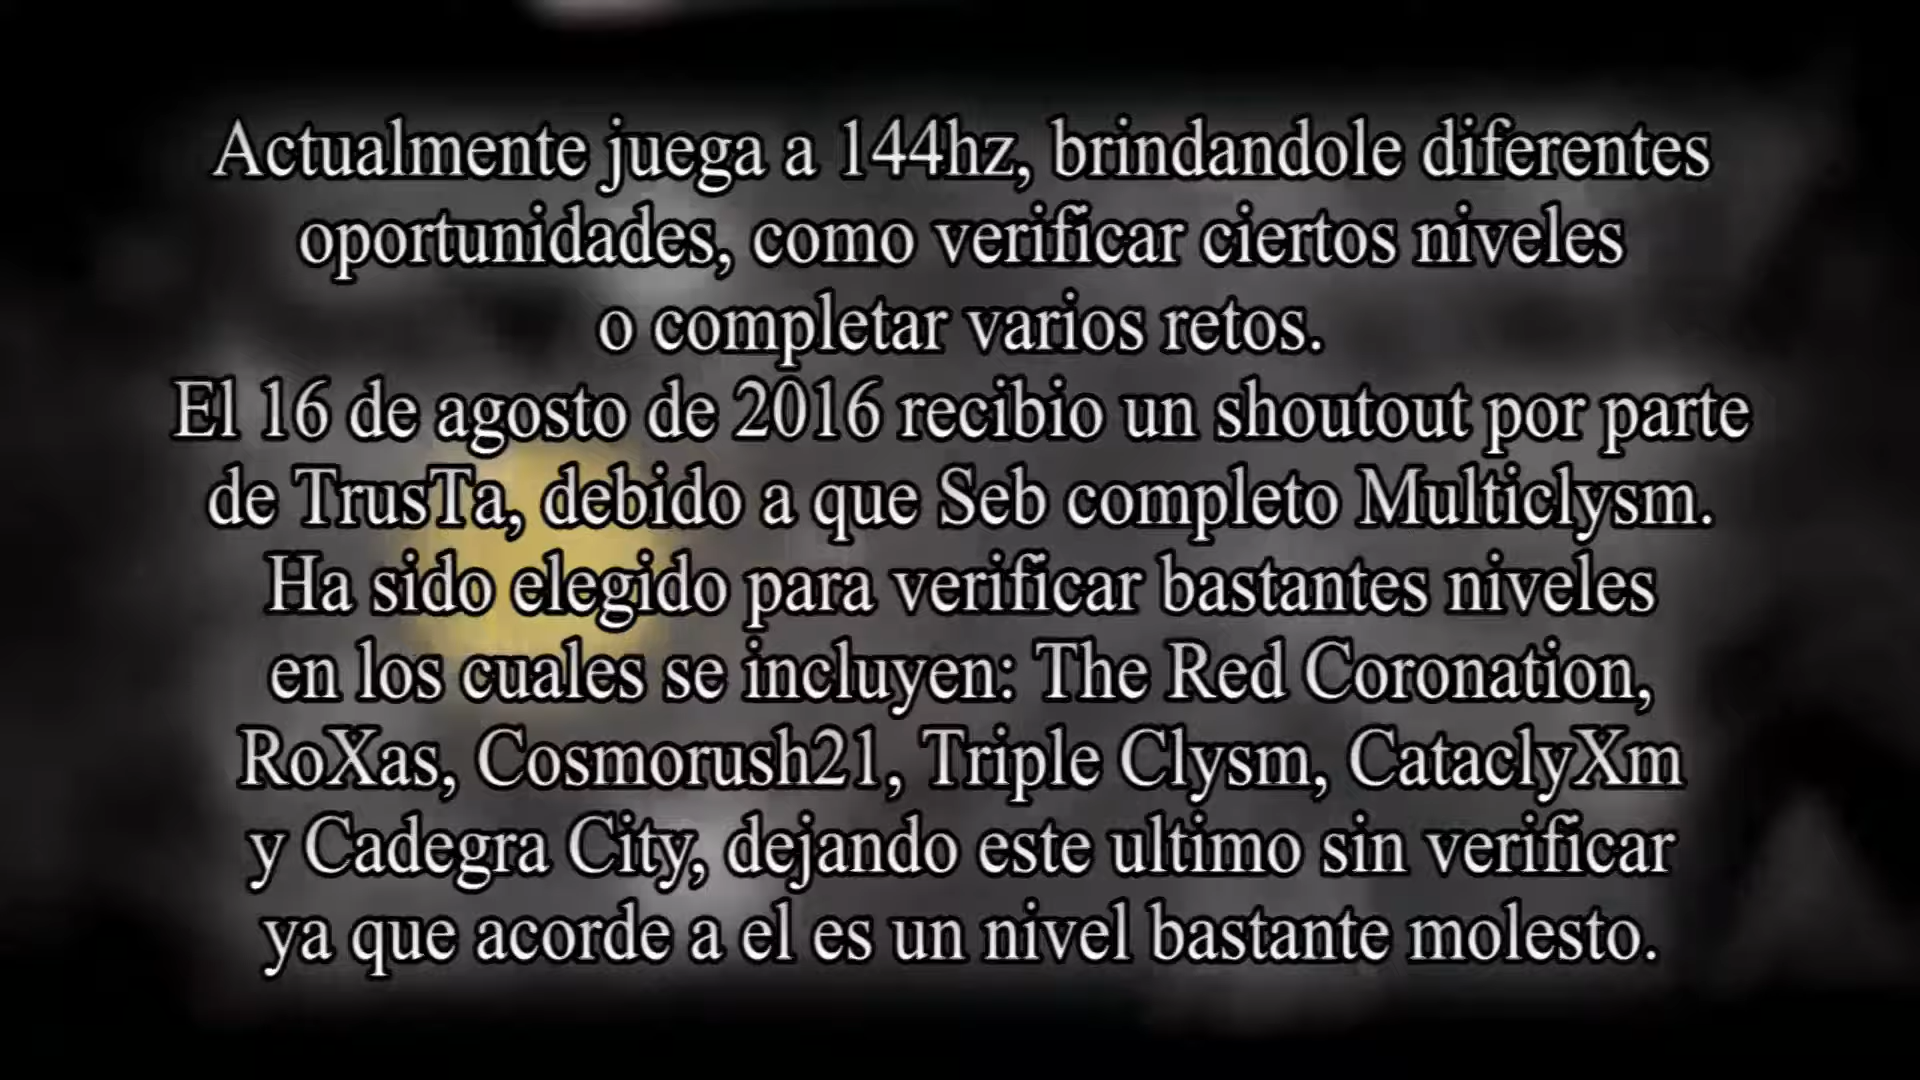 Actualmente juega a 144hz, brindandole diferentes
oportunidades, como verificar ciertos niveles
o completar varios retos.
El 16 de agosto de 2016 recibio un shoutout por parte
de TrusTa, debido a que Seb completo Multiclysm.
Ha sido elegido para verificar bastantes niveles
en los cuales se incluyen: The Red Coronation,
RoXas, Cosmorush21, Triple Clysm, CataclyXm
y Cadegra City, dejando este ultimo sin verificar
ya que acorde a el es un nivel bastante molesto.